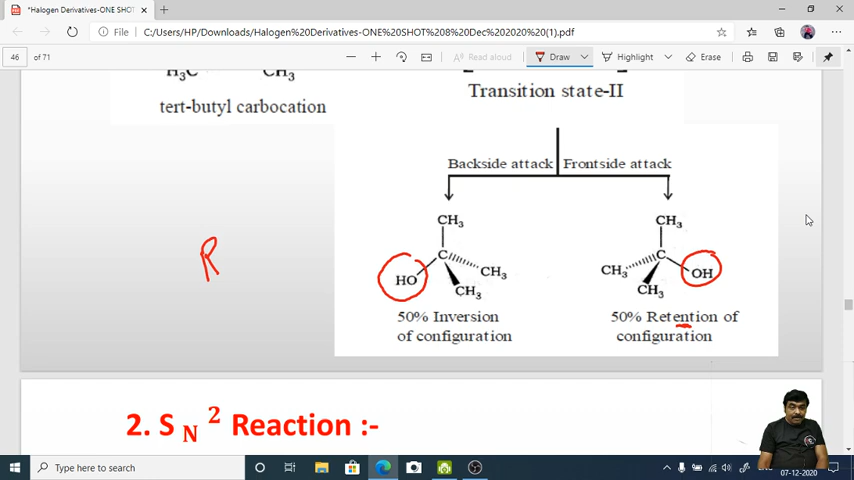 *Halogen Derivatives-ONE SHOT
File
C:/Users/HP/Downloads/Halogen%20Derivatives-ONE%20SHOT%208%20Dec%202020%20(1).pdf
46 of 71
Read aloud
Draw
Highlight
Erase
H₃C CH₃
tert-butyl carbocation
Transition state-II
Backside attack
Frontside attack
CH₃
C
HO
CH₃
CH₃
50% Inversion
of configuration
CH₃
C
CH₃
OH
CH₃
50% Retention of
configuration
R
2. S N 2 Reaction :-
Type here to search
07-12-2020